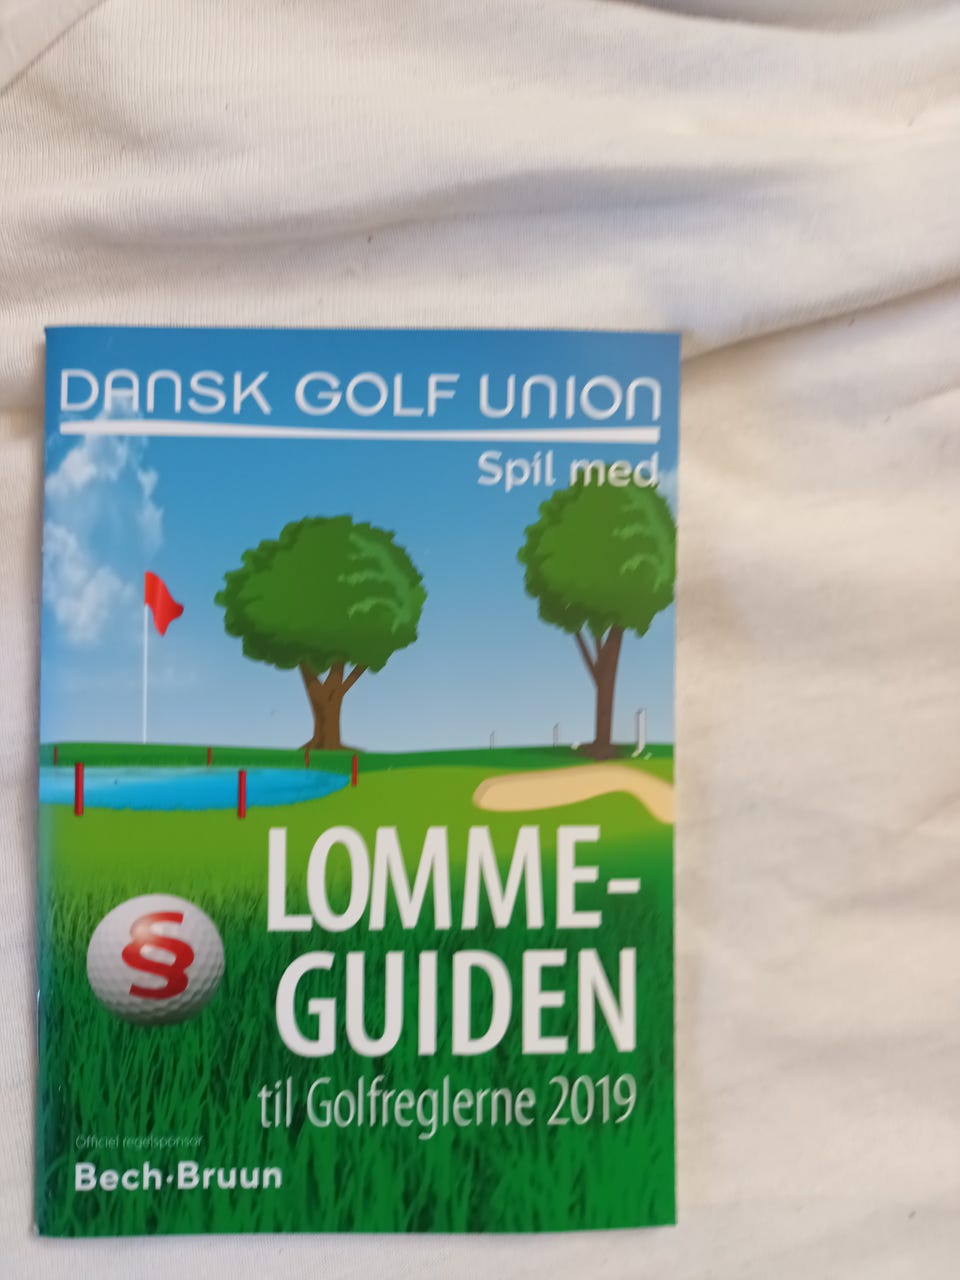 DANSK GOLF UNION
Spil med
§
LOMME-
GUIDEN
til Golfreglerne 2019
Officiel regelsponsor
Bech-Bruun